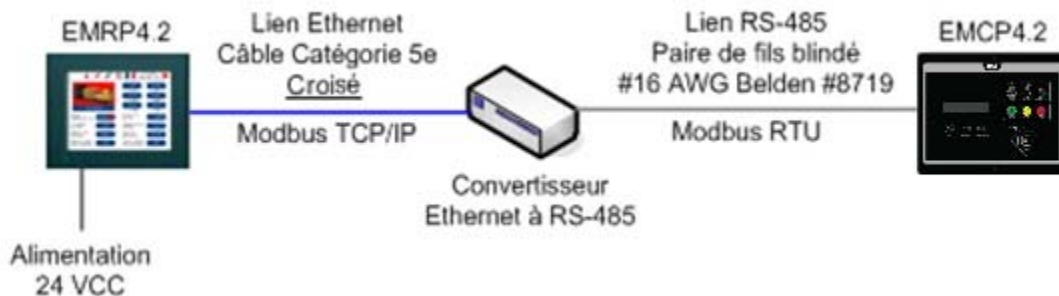 EMRP4.2
Lien Ethernet
Câble Catégorie 5e
Croisé
Modbus TCP/IP
Convertisseur
Ethernet à RS-485
Lien RS-485
Paire de fils blindé
#16 AWG Belden #8719
Modbus RTU
EMCP4.2
Alimentation
24 VCC